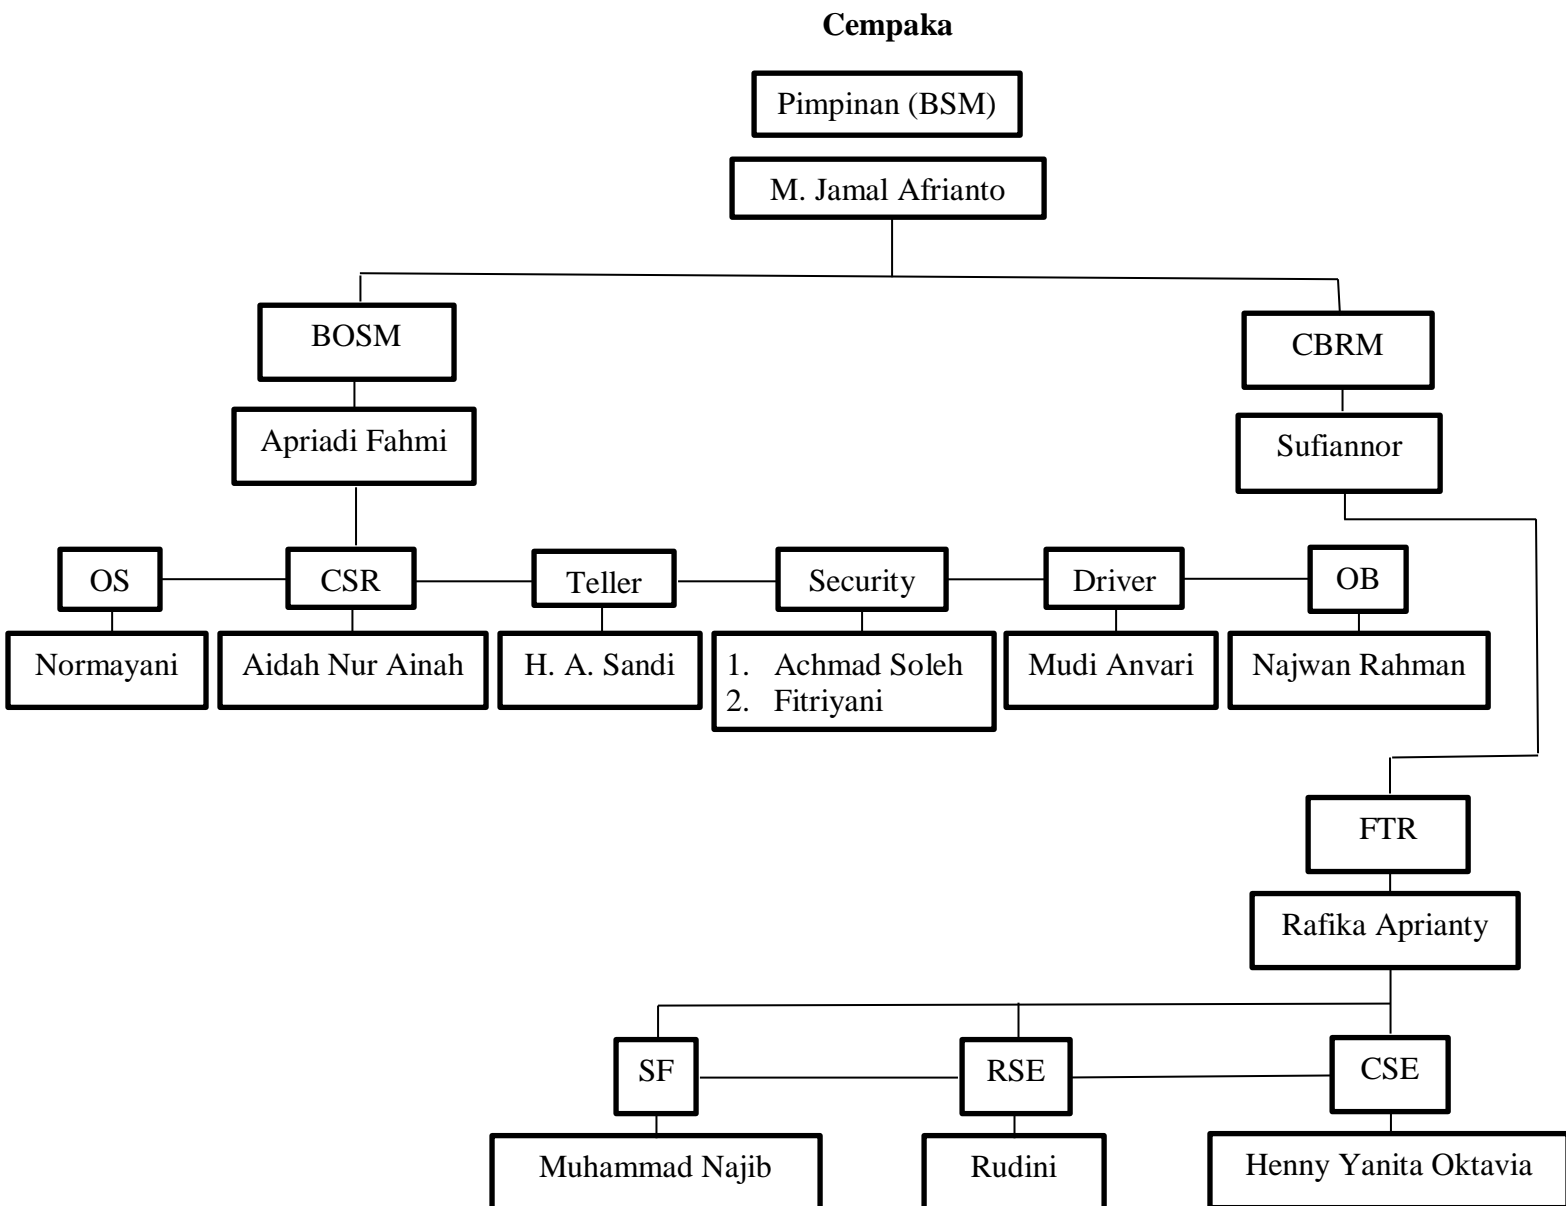 Cempaka
Pimpinan (BSM)
M. Jamal Afrianto
BOSM
CBRM
Apriadi Fahmi
Sufiannor
OS
CSR
Teller
Security
Driver
OB
Normayani
Aidah Nur Ainah
H. A. Sandi
1. Achmad Soleh
2. Fitriyani
Mudi Anvari
Najwan Rahman
FTR
Rafika Aprianty
SF
RSE
CSE
Muhammad Najib
Rudini
Henny Yanita Oktavia